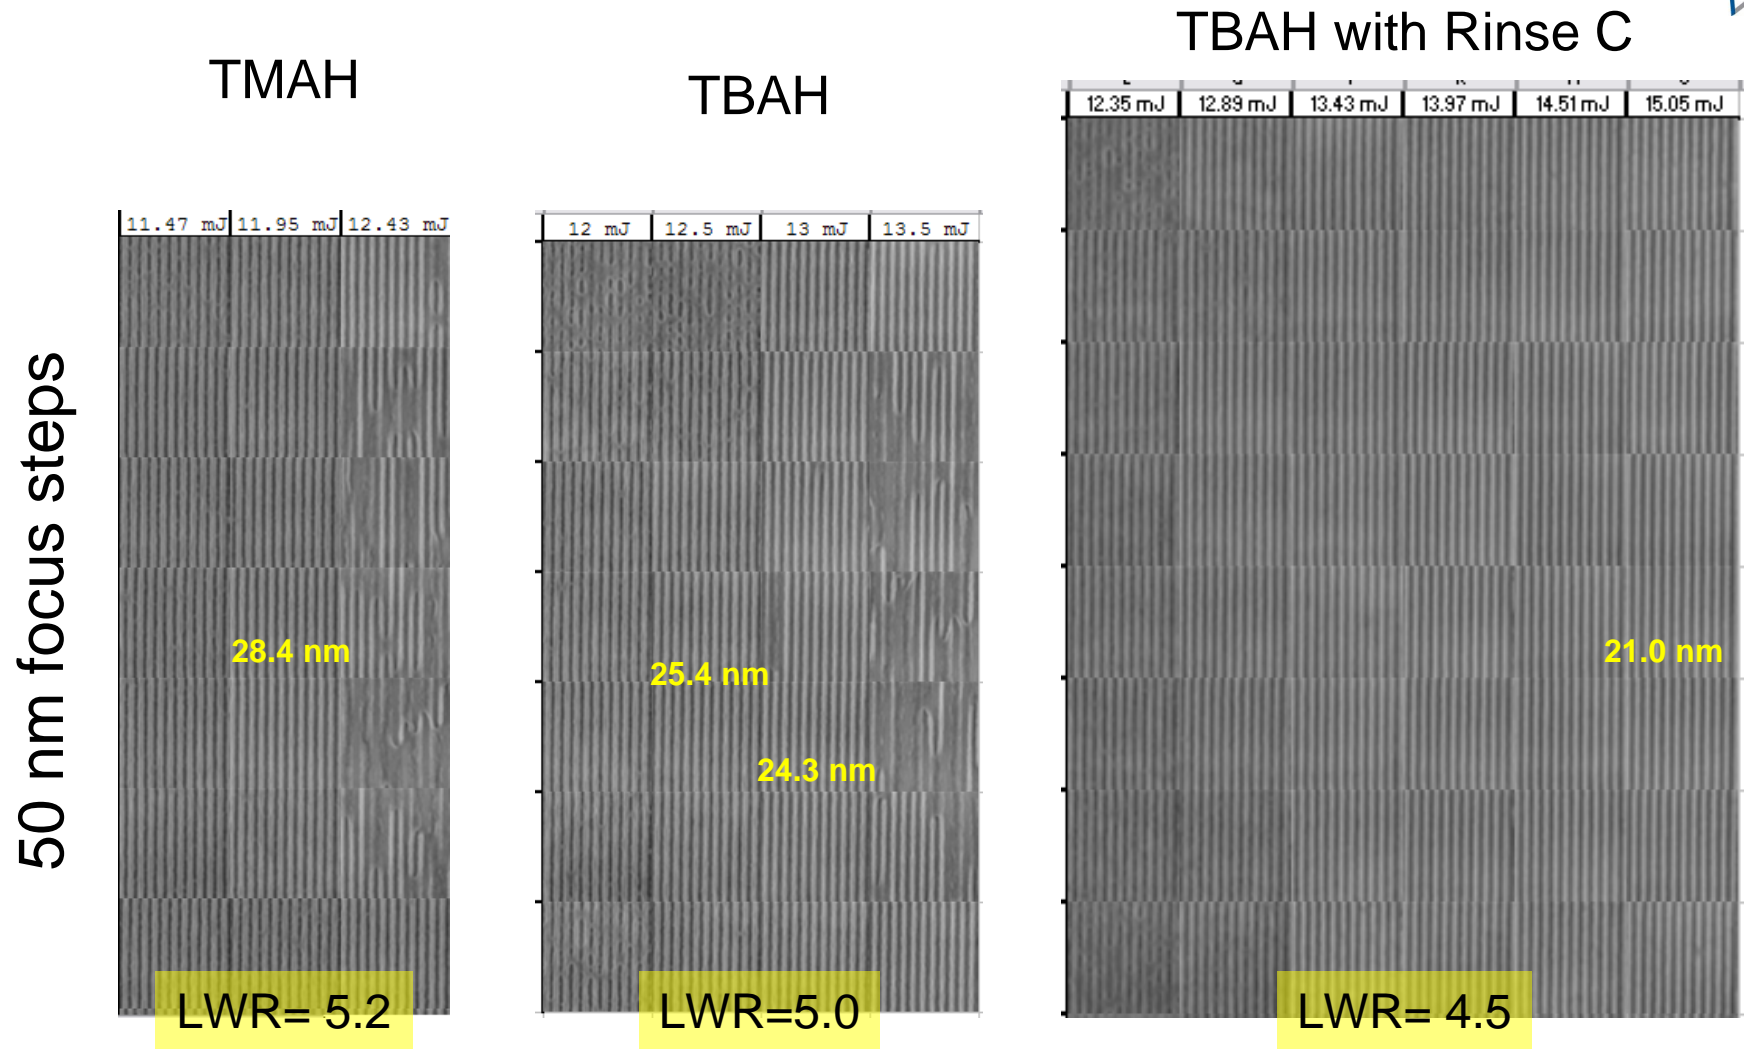 TMAH
TBAH
TBAH with Rinse C
11.47 mJ 11.95 mJ 12.43 mJ
12 mJ 12.5 mJ 13 mJ 13.5 mJ
12.35 mJ 12.89 mJ 13.43 mJ 13.97 mJ 14.51 mJ 15.05 mJ
50 nm focus steps
28.4 nm
25.4 nm
24.3 nm
21.0 nm
LWR= 5.2
LWR=5.0
LWR= 4.5